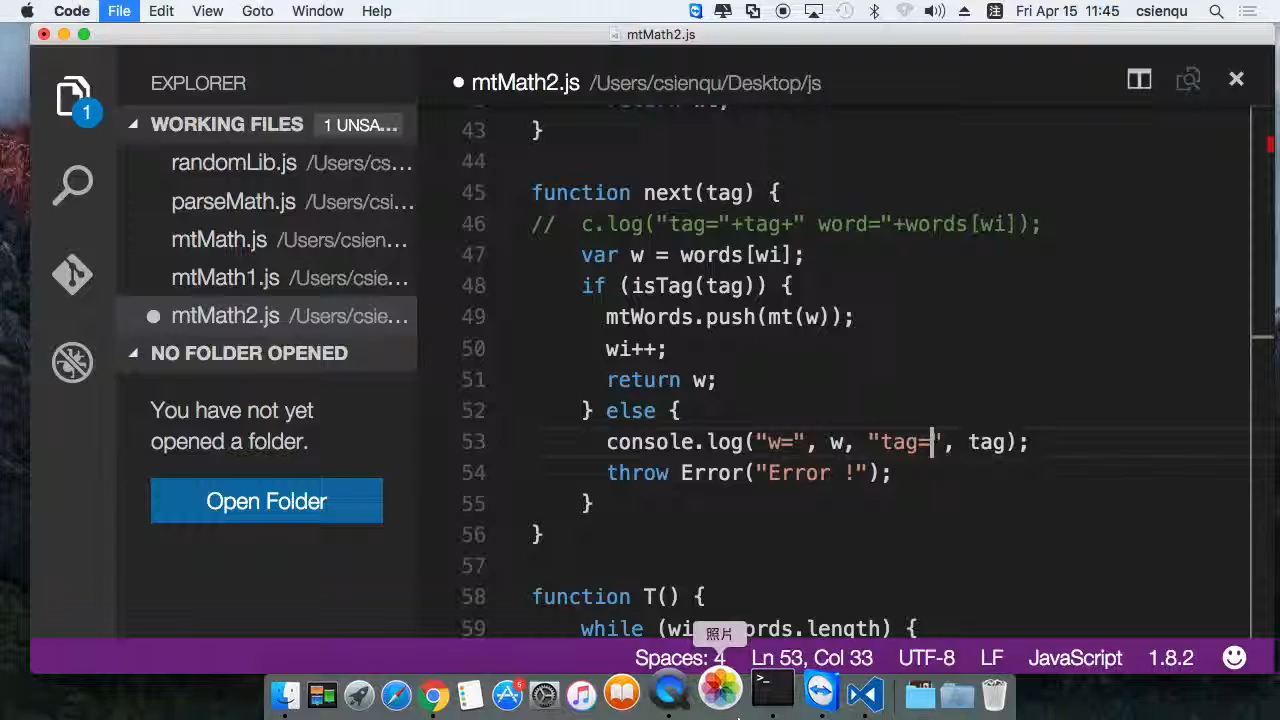 Code File Edit View Goto Window Help
注 Fri Apr 15 11:45 csienqu
mtMath2.js
EXPLORER
1
WORKING FILES 1 UNSA...
randomLib.js /Users/cs...
parseMath.js /Users/csi...
mtMath.js /Users/csien...
mtMath1.js /Users/csie...
mtMath2.js /Users/csie...
NO FOLDER OPENED
You have not yet
opened a folder.
Open Folder
mtMath2.js /Users/csienqu/Desktop/js
43 }
44
45 function next(tag) {
46 // c.log("tag="+tag+" word="+words[wi]);
47 var w = words[wi];
48 if (isTag(tag)) {
49 mtWords.push(mt(w));
50 wi++;
51 return w;
52 } else {
53 console.log("w=", w, "tag=", tag);
54 throw Error("Error !");
55 }
56 }
57
58 function T() {
59 while (wi ords.length) {
照片
Spaces: 4 Ln 53, Col 33 UTF-8 LF JavaScript 1.8.2
6
>_